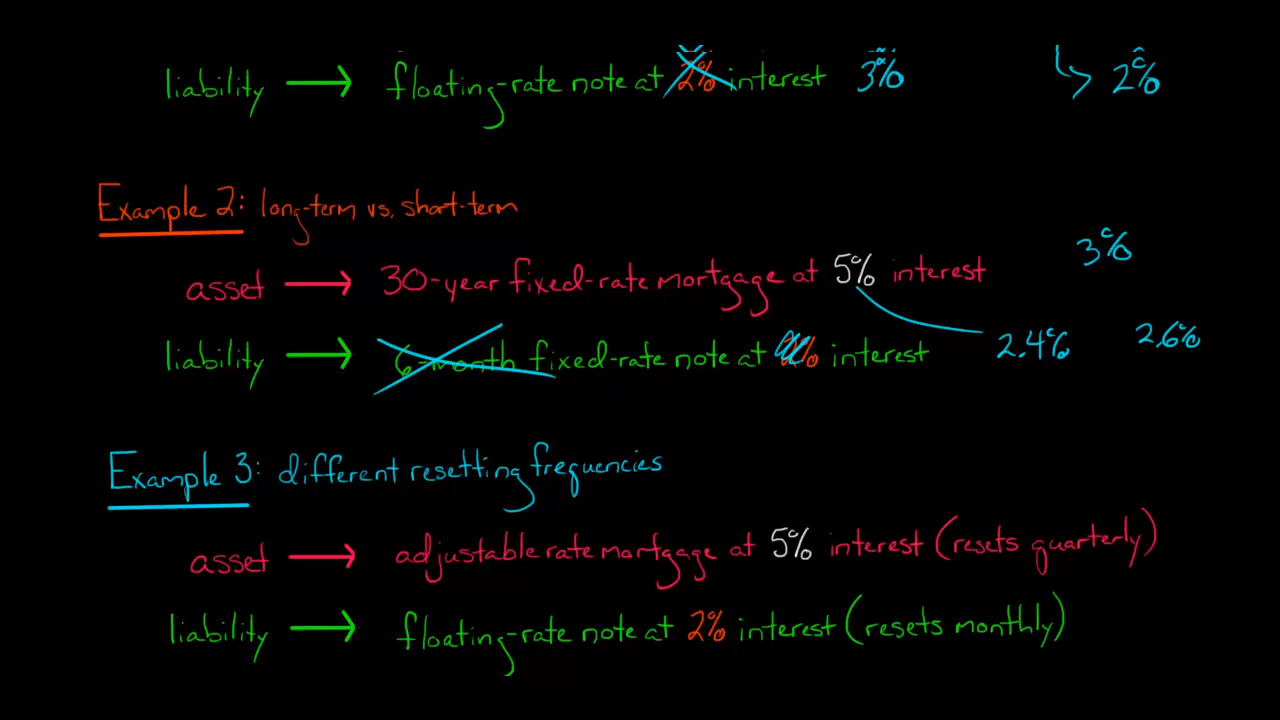 liability → floating-rate note at 2% interest 3% ↳ 2%
Example 2: long-term vs. short-term
3%
asset → 30-year fixed-rate mortgage at 5% interest
liability → 6-month fixed-rate note at % interest 2.4% 2.6%
Example 3: different resetting frequencies
asset → adjustable rate mortgage at 5% interest (resets quarterly)
liability → floating-rate note at 2% interest (resets monthly)